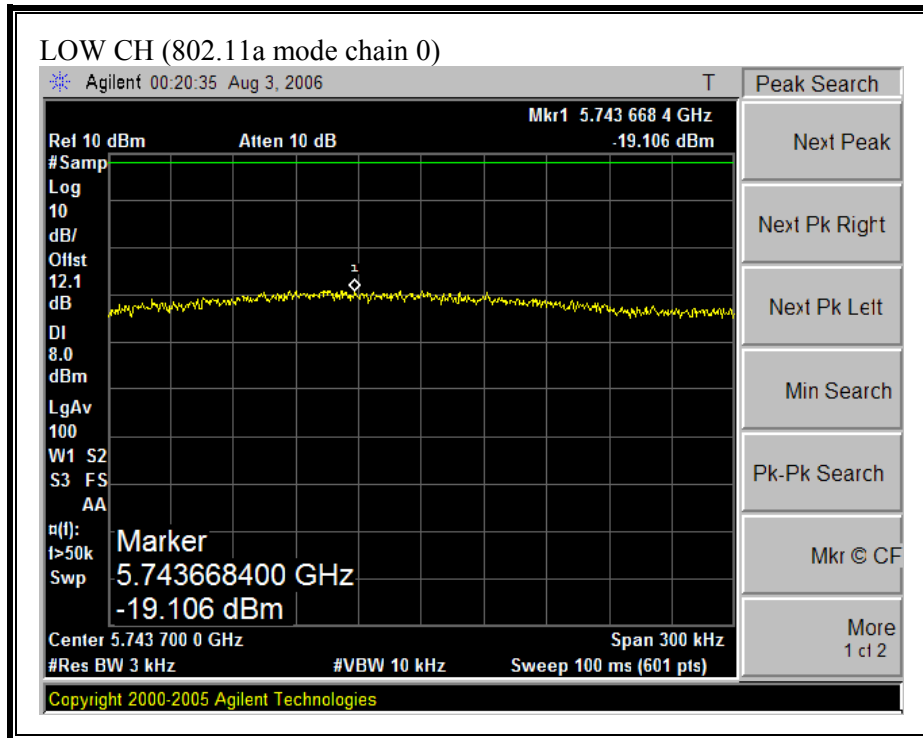 LOW CH (802.11a mode chain 0)
Agilent 00:20:35 Aug 3, 2006 T
Peak Search
Mkr1 5.743 668 4 GHz
Ref 10 dBm Atten 10 dB -19.106 dBm
#Samp
Log
10
dB/
Offst
12.1
dB
DI
8.0
dBm
LgAv
100
W1 S2
S3 FS
AA
¤(f):
f>50k
Swp
1
Marker
5.743668400 GHz
-19.106 dBm
Center 5.743 700 0 GHz Span 300 kHz
#Res BW 3 kHz #VBW 10 kHz Sweep 100 ms (601 pts)
Copyright 2000-2005 Agilent Technologies
Next Peak
Next Pk Right
Next Pk Left
Min Search
Pk-Pk Search
Mkr © CF
More
1 of 2